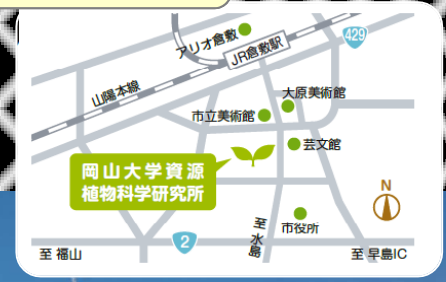 アリオ倉敷
JR倉敷駅
429
山陽本線
大原美術館
市立美術館
芸文館
岡山大学資源
植物科学研究所
N
至水島
市役所
2
至 福山
至 早島IC